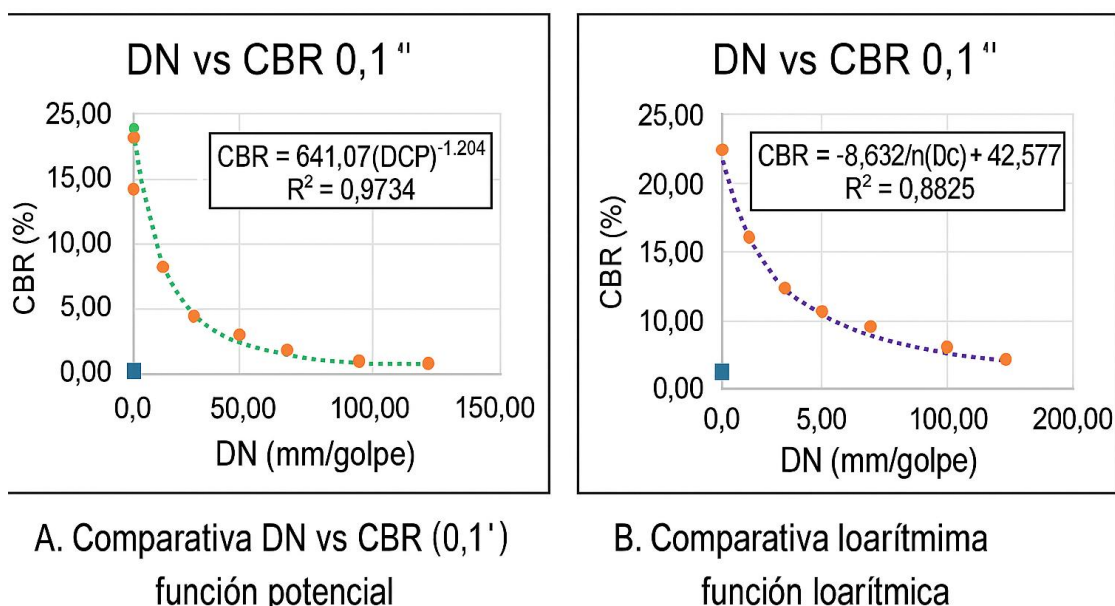 DN vs CBR 0,1"
25,00
15,00
10,00
5,00
0,00
CBR (%)
CBR = 641,07(DCP)^-1.204
R² = 0,9734
0,0 50,00 100,00 150,00
DN (mm/golpe)
A. Comparativa DN vs CBR (0,1')
función potencial
DN vs CBR 0,1"
25,00
20,00
15,00
10,00
0,00
CBR (%)
CBR = -8,632/n(Dc) + 42,577
R² = 0,8825
0,0 5,00 100,00 200,00
DN (mm/golpe)
B. Comparativa loarítmima
función loarítmica